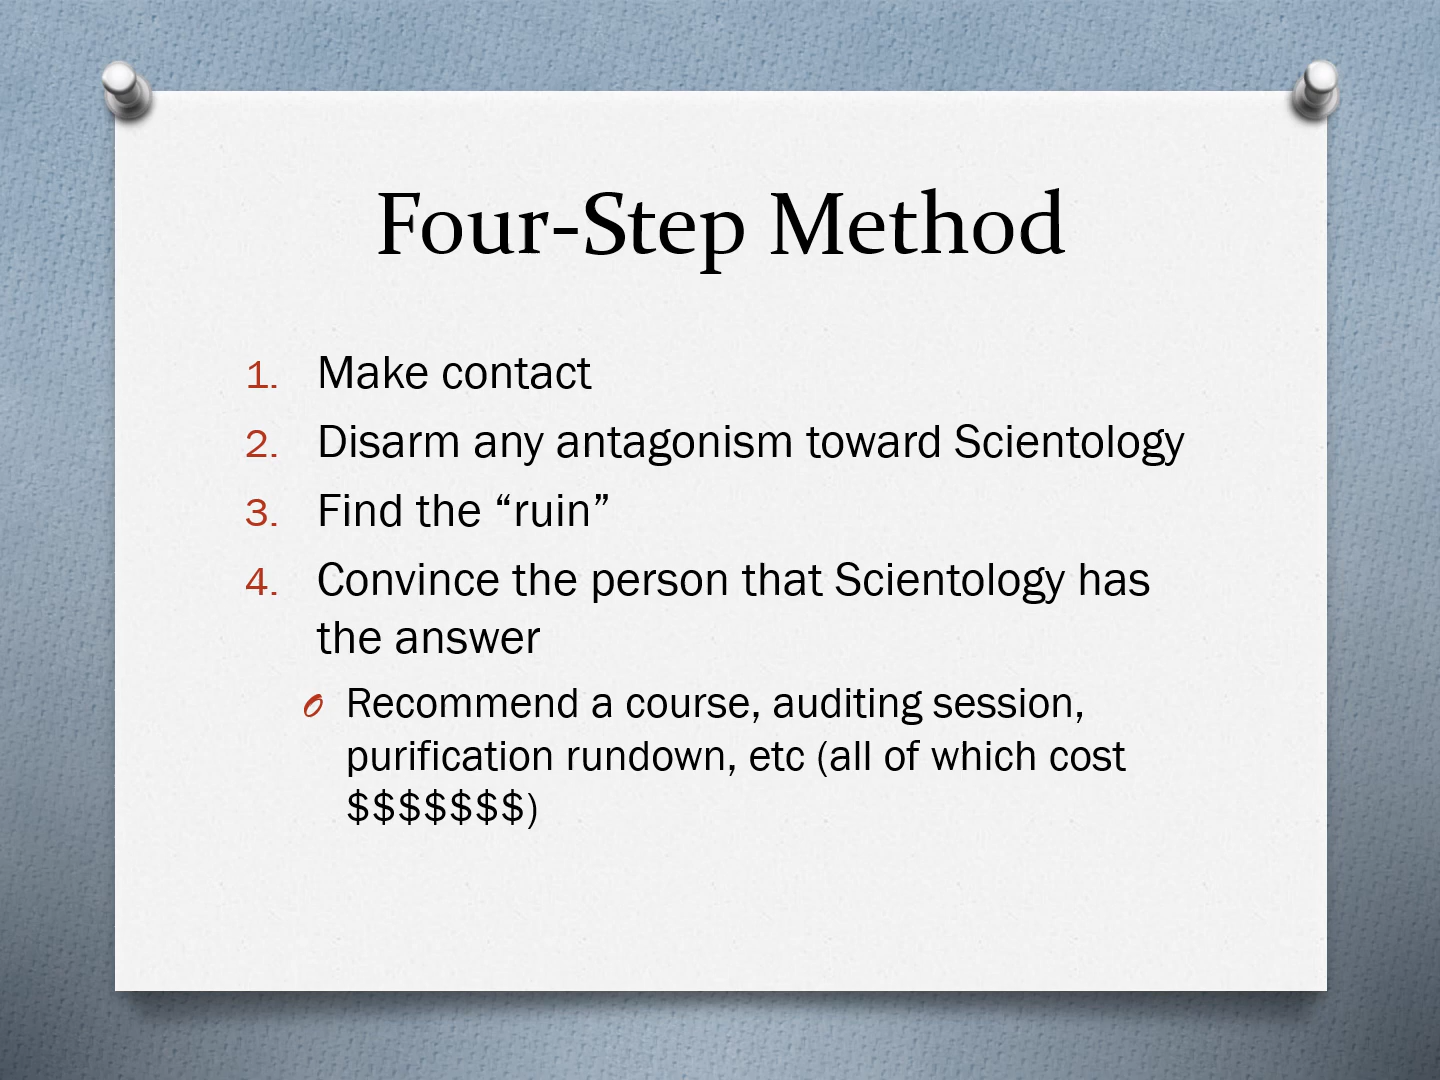 Four-Step Method
1. Make contact
2. Disarm any antagonism toward Scientology
3. Find the “ruin”
4. Convince the person that Scientology has
the answer
Recommend a course, auditing session,
purification rundown, etc (all of which cost
$$$$$$$)